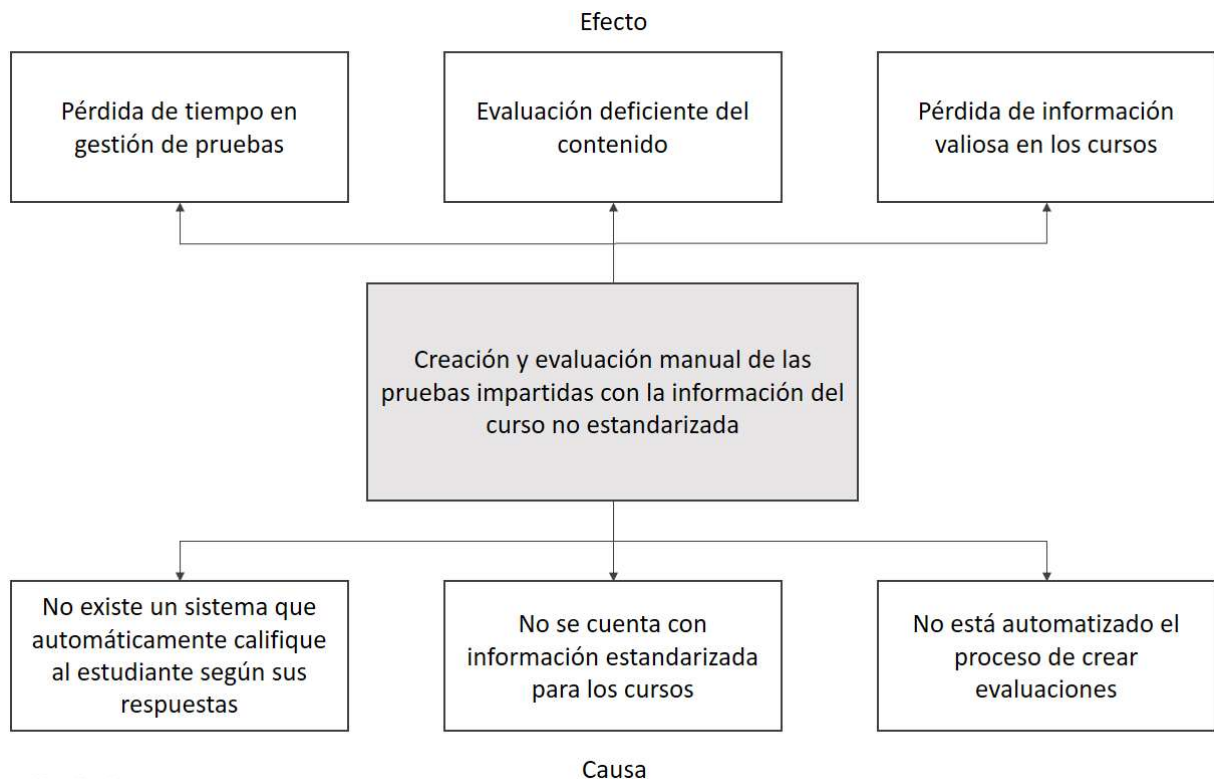 Efecto
Pérdida de tiempo en
gestión de pruebas
Evaluación deficiente del
contenido
Pérdida de información
valiosa en los cursos
Creación y evaluación manual de las
pruebas impartidas con la información del
curso no estandarizada
No existe un sistema que
automáticamente califique
al estudiante según sus
respuestas
No se cuenta con
información estandarizada
para los cursos
No está automatizado el
proceso de crear
evaluaciones
Causa